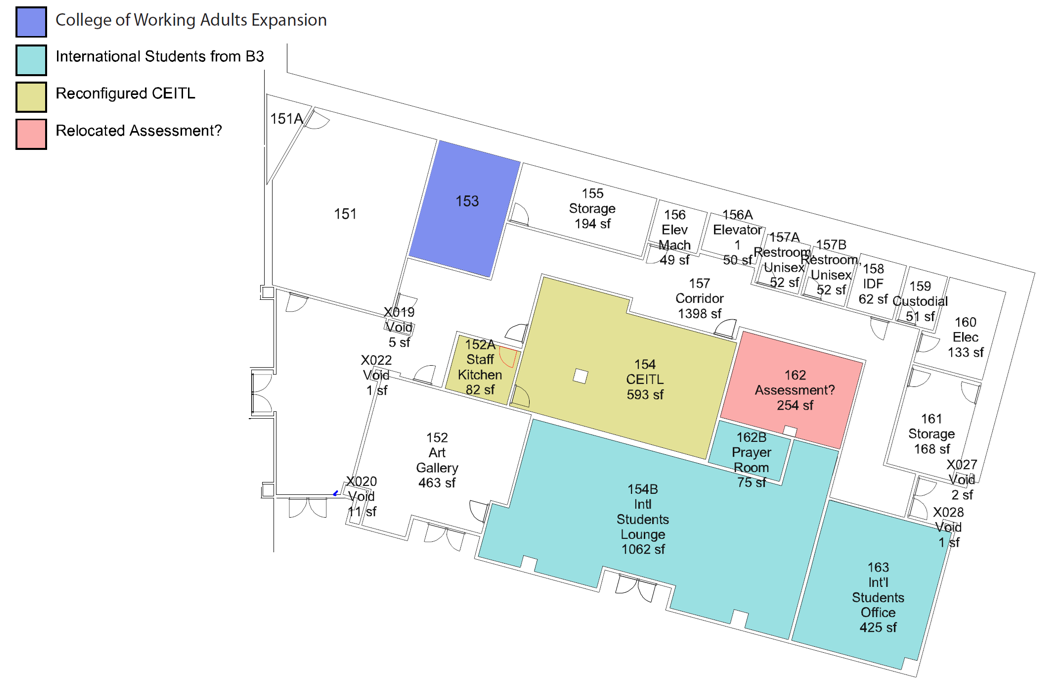 College of Working Adults Expansion
International Students from B3
Reconfigured CEITL
Relocated Assessment?
151A
151
153
155
Storage
194 sf
156
Elev
Mach
49 sf
156A
Elevator
1
50 sf
157A
Restroom,
Unisex
52 sf
157B
Restroom,
Unisex
52 sf
158
IDF
62 sf
159
Custodial
51 sf
160
Elec
133 sf
157
Corridor
1398 sf
X019
Void
5 sf
X022
Void
1 sf
152A
Staff
Kitchen
82 sf
154
CEITL
593 sf
162
Assessment?
254 sf
161
Storage
168 sf
152
Art
Gallery
463 sf
162B
Prayer
Room
75 sf
X027
Void
2 sf
X020
Void
11 sf
154B
Intl
Students
Lounge
1062 sf
X028
Void
1 sf
163
Int'l
Students
Office
425 sf